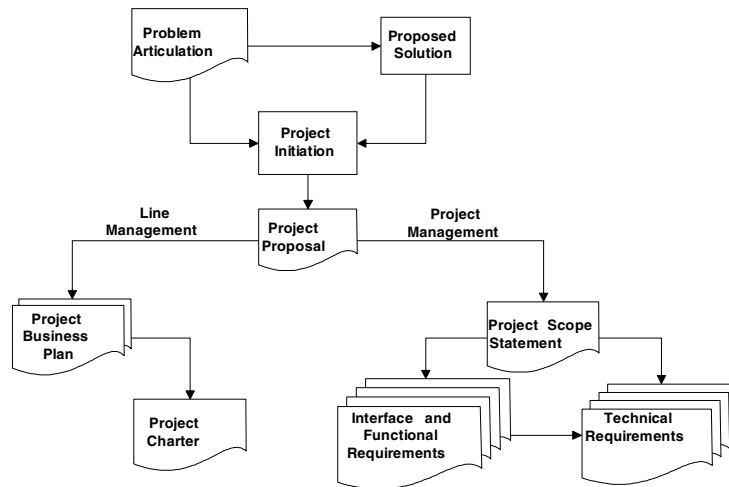 Problem
Articulation
Proposed
Solution
Project
Initiation
Line
Management
Project
Proposal
Project
Management
Project
Business
Plan
Project Scope
Statement
Project
Charter
Interface and
Functional
Requirements
Technical
Requirements